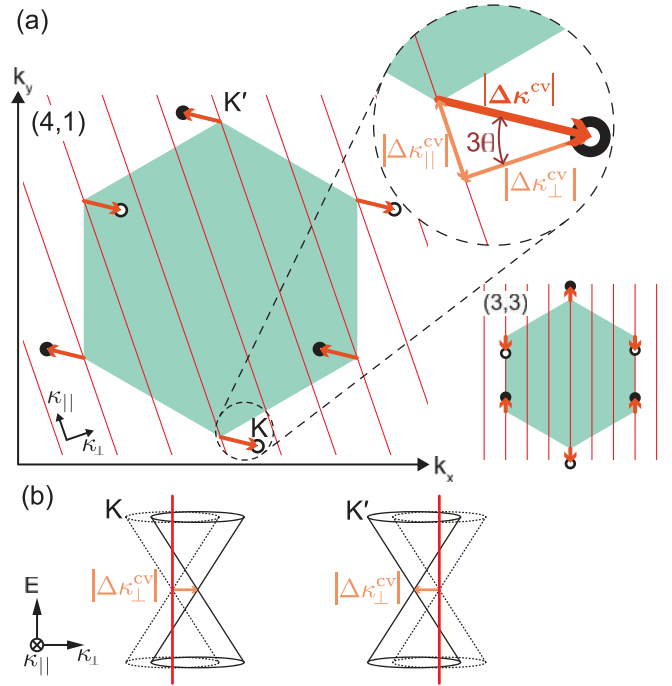 (a)
k_y
(4,1)
K′
|Δκ^cv|
3θ
|Δκ_||^cv|
|Δκ_⊥^cv|
(3,3)
κ_||
κ_⊥
K
k_x
(b)
K
K′
|Δκ_⊥^cv|
|Δκ_⊥^cv|
E
κ_||
κ_⊥